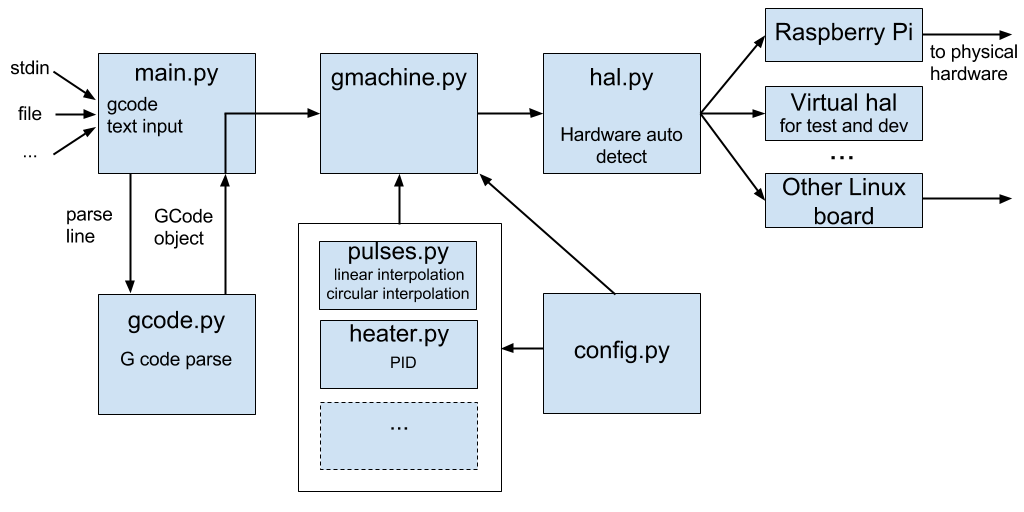 stdin
file
...
main.py
gcode
text input
gmachine.py
hal.py
Hardware auto
detect
Raspberry Pi
to physical
hardware
Virtual hal
for test and dev
...
Other Linux
board
parse
line
GCode
object
gcode.py
G code parse
pulses.py
linear interpolation
circular interpolation
heater.py
PID
...
config.py